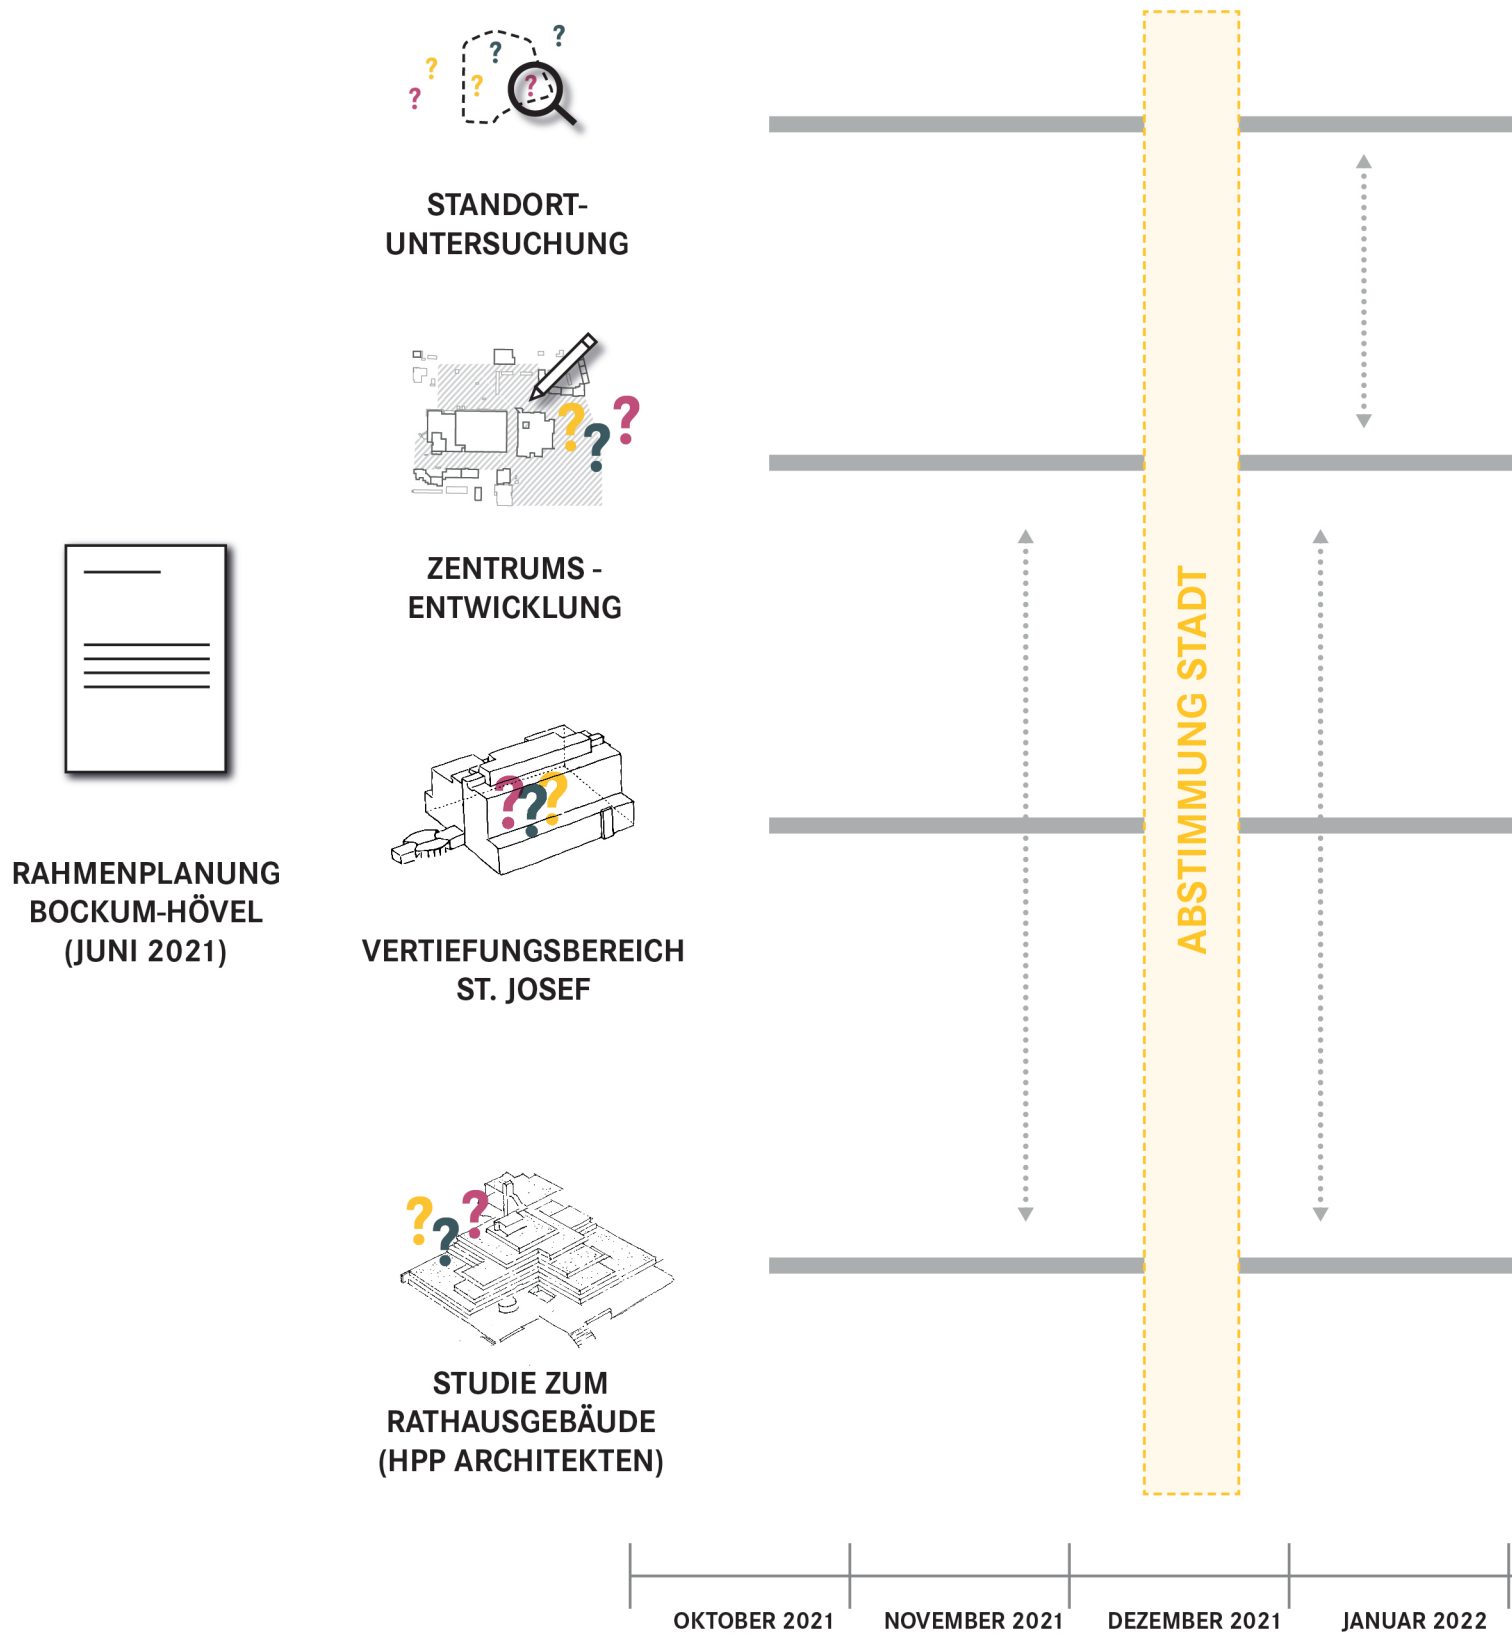 STANDORT-
UNTERSUCHUNG
ZENTRUMS -
ENTWICKLUNG
RAHMENPLANUNG
BOCKUM-HÖVEL
(JUNI 2021)
VERTIEFUNGSBEREICH
ST. JOSEF
STUDIE ZUM
RATHAUSGEBÄUDE
(HPP ARCHITEKTEN)
ABSTIMMUNG STADT
OKTOBER 2021
NOVEMBER 2021
DEZEMBER 2021
JANUAR 2022